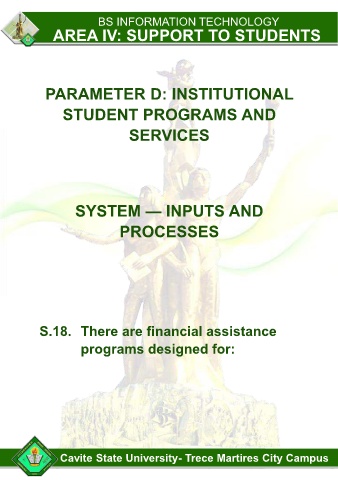 BS INFORMATION TECHNOLOGY
AREA IV: SUPPORT TO STUDENTS
PARAMETER D: INSTITUTIONAL
STUDENT PROGRAMS AND
SERVICES
SYSTEM — INPUTS AND
PROCESSES
S.18. There are financial assistance
programs designed for:
Cavite State University- Trece Martires City Campus